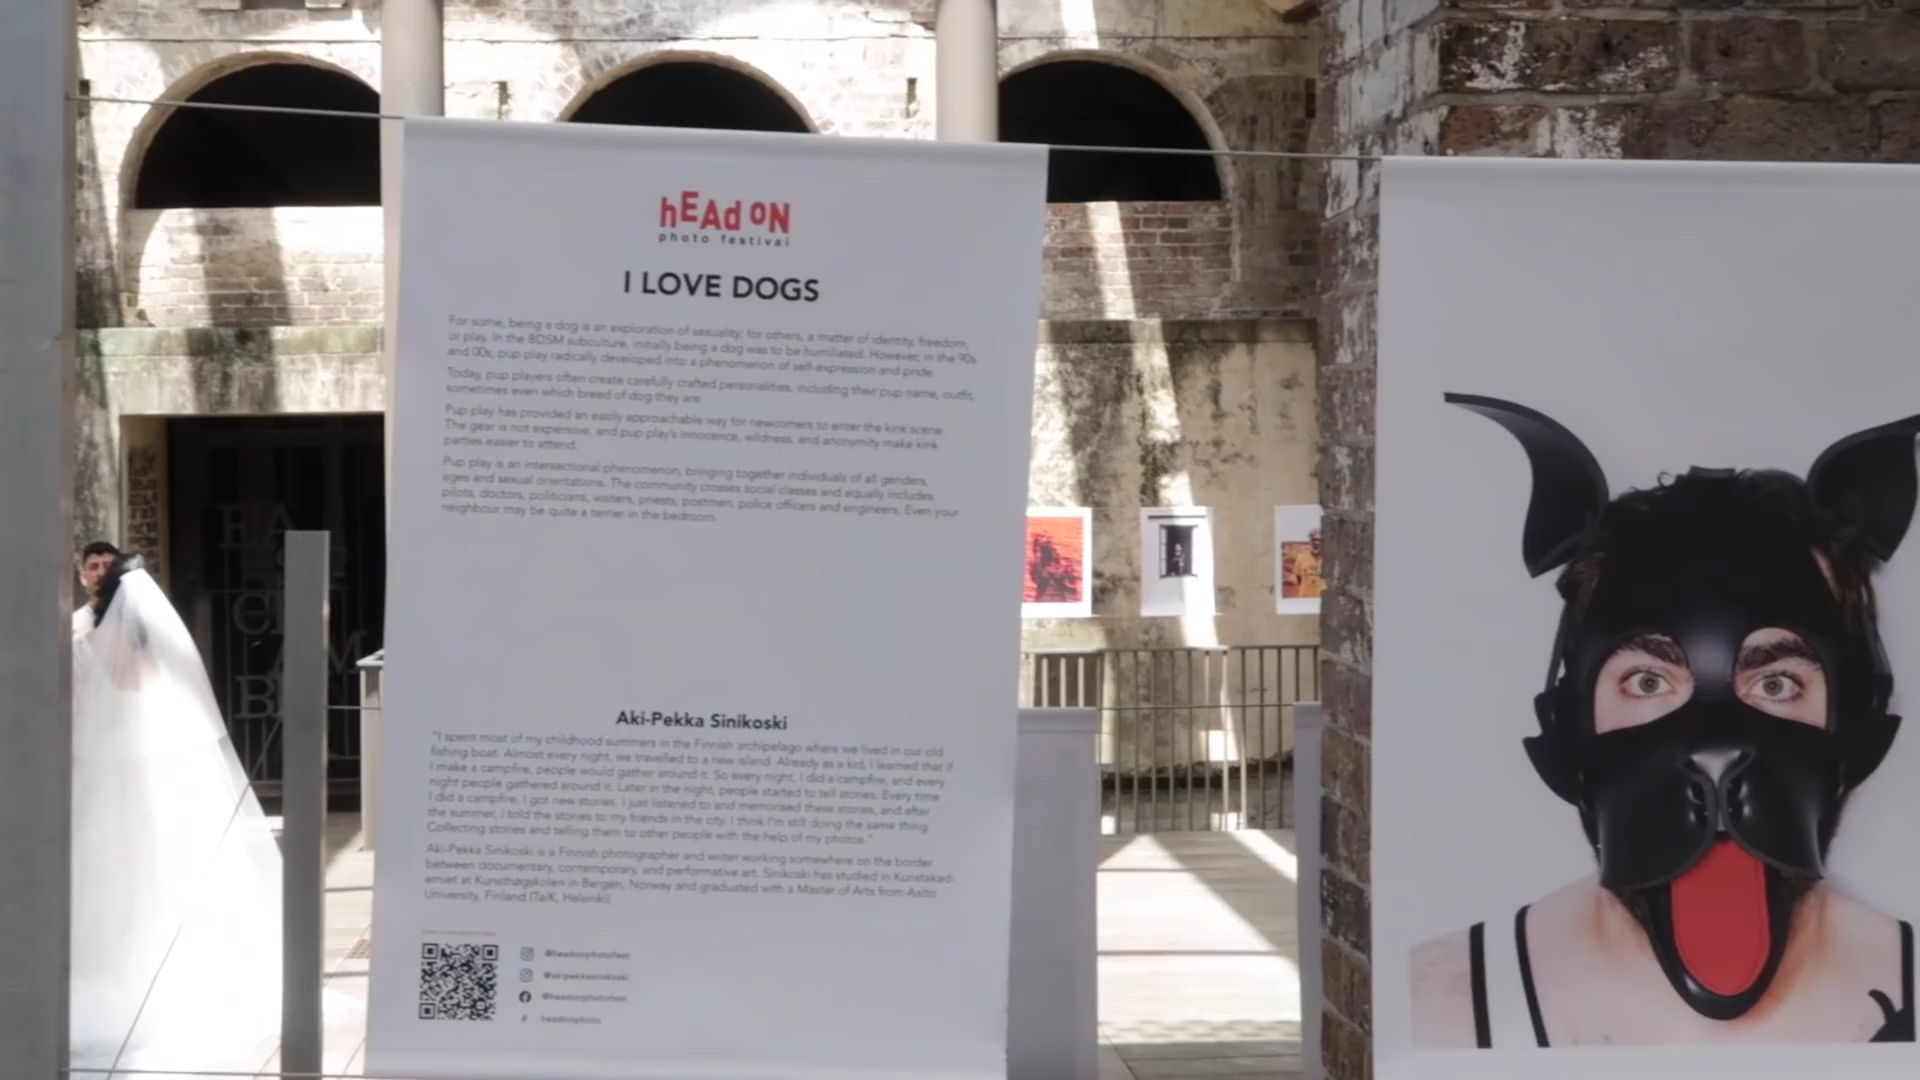 hEAd ON
photo festival
I LOVE DOGS
For some, being a dog is an exploration of sexuality; for others, a matter of identity, freedom,
or play. In the BDSM subculture, initially being a dog was to be humiliated. However, in the 90s
and 00s, pup play radically developed into a phenomenon of self-expression and pride.
Today, pup players often create carefully crafted personalities, including their pup name, outfit,
sometimes even which breed of dog they are.
Pup play has provided an easily approachable way for newcomers to enter the kink scene.
The gear is not expensive, and pup play's innocence, wildness, and anonymity make kink
parties easier to attend.
Pup play is an intersectional phenomenon, bringing together individuals of all genders,
ages and sexual orientations. The community crosses social classes and equally includes
pilots, doctors, politicians, waiters, priests, postmen, police officers and engineers. Even your
neighbour may be quite a terrier in the bedroom.
Aki-Pekka Sinikoski
"I spent most of my childhood summers in the Finnish archipelago where we lived in our old
fishing boat. Almost every night, we travelled to a new island. Already as a kid, I learned that if
I make a campfire, people would gather around it. So every night, I did a campfire, and every
night people gathered around it. Later in the night, people started to tell stories. Every time
I did a campfire, I got new stories. I just listened to and memorised these stories, and after
the summer, I told the stories to my friends in the city. I think I'm still doing the same thing.
Collecting stories and telling them to other people with the help of my photos."
Aki-Pekka Sinikoski is a Finnish photographer and writer working somewhere on the border
between documentary, contemporary, and performative art. Sinikoski has studied in Kunstakad-
emiet at Kunsthøgskolen in Bergen, Norway and graduated with a Master of Arts from Aalto
University, Finland (TaiK, Helsinki).
@headonphotofest
@akipekkasinikoski
@headonphotofest
headonphoto